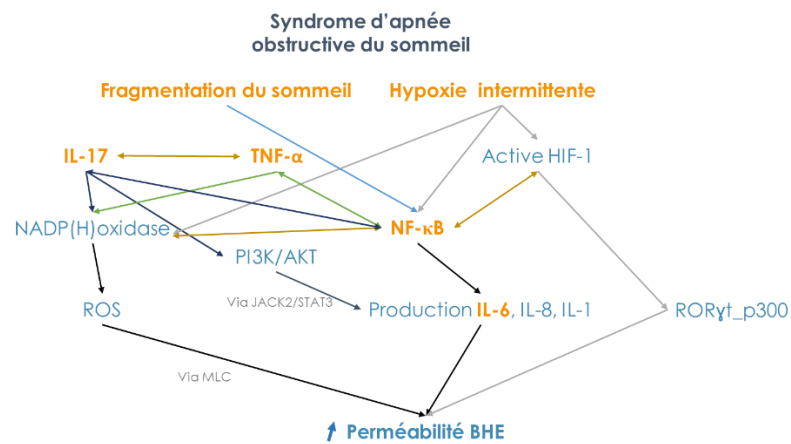 Syndrome d'apnée
obstructive du sommeil
Fragmentation du sommeil
Hypoxie intermittente
IL-17
TNF-α
Active HIF-1
NADP(H)oxidase
NF-κB
PI3K/AKT
Via JACK2/STAT3
ROS
Production IL-6, IL-8, IL-1
RORɣt_p300
Via MLC
Perméabilité BHE